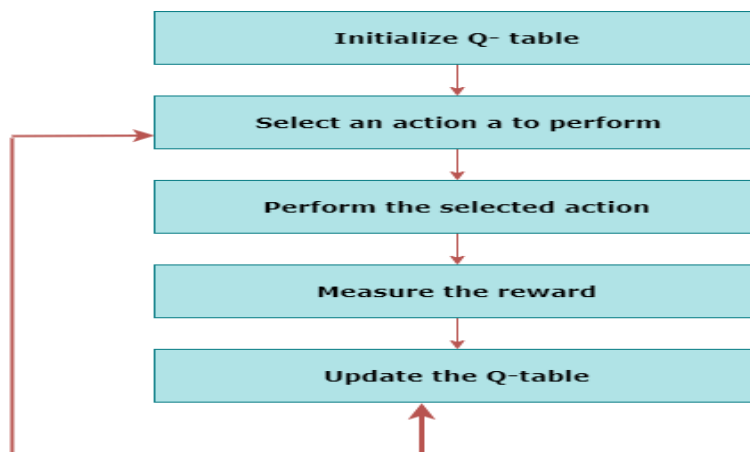 Initialize Q- table
Select an action a to perform
Perform the selected action
Measure the reward
Update the Q-table